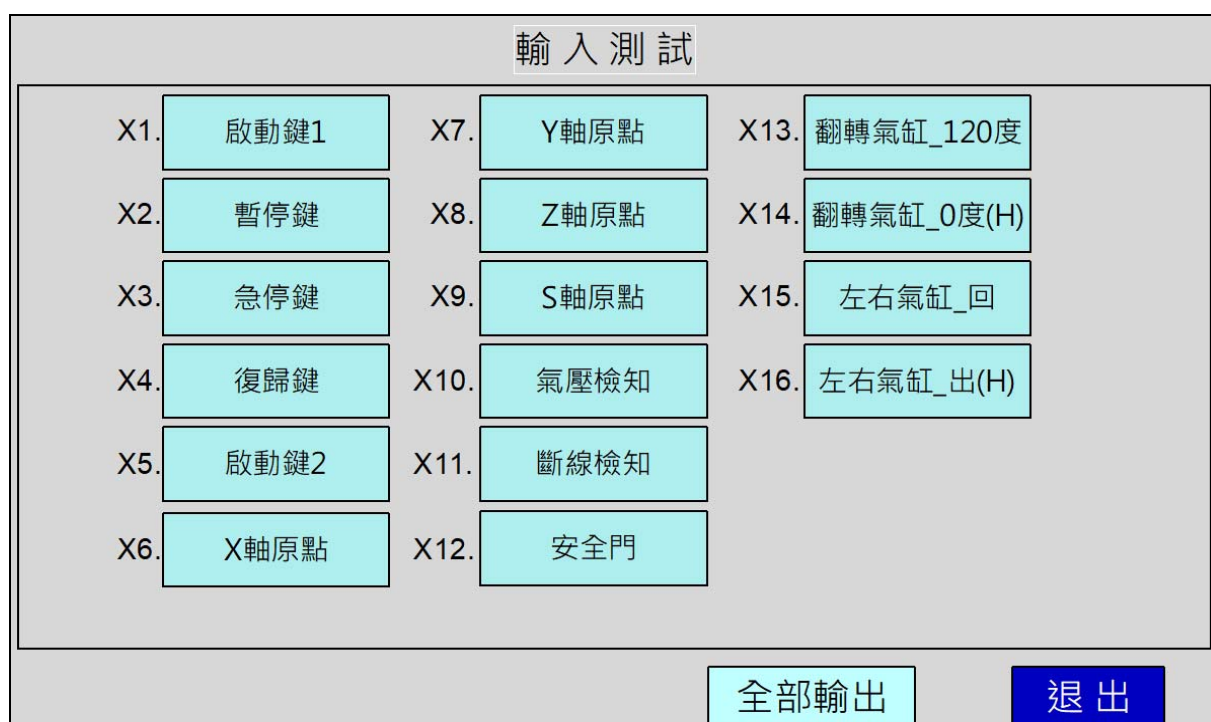 輸入測試
X1. 啟動鍵1
X2. 暫停鍵
X3. 急停鍵
X4. 復歸鍵
X5. 啟動鍵2
X6. X軸原點
X7. Y軸原點
X8. Z軸原點
X9. S軸原點
X10. 氣壓檢知
X11. 斷線檢知
X12. 安全門
X13. 翻轉氣缸_120度
X14. 翻轉氣缸_0度(H)
X15. 左右氣缸_回
X16. 左右氣缸_出(H)
全部輸出
退出